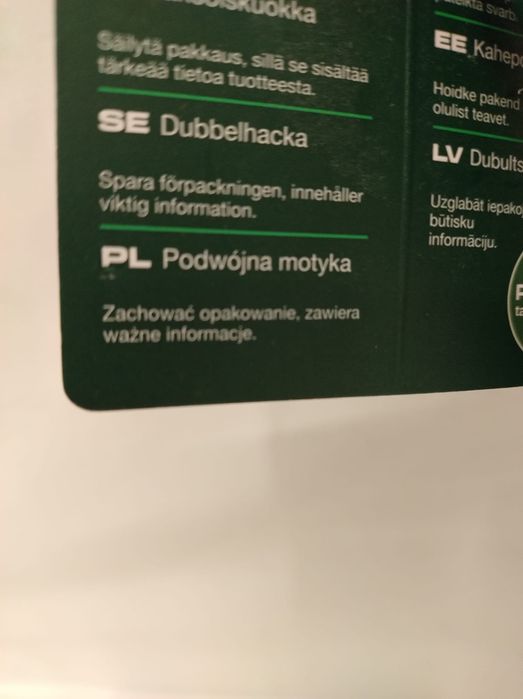 Säilytä pakkaus, sillä se sisältää
tärkeää tietoa tuotteesta.
SE Dubbelhacka
Spara förpackningen, innehåller
viktig information.
PL Podwójna motyka
Zachować opakowanie, zawiera
ważne informacje.
svarb
EE
Hoidke pakend
olulist teavet.
LV
Uzglabāt
būtisku
informāciju.